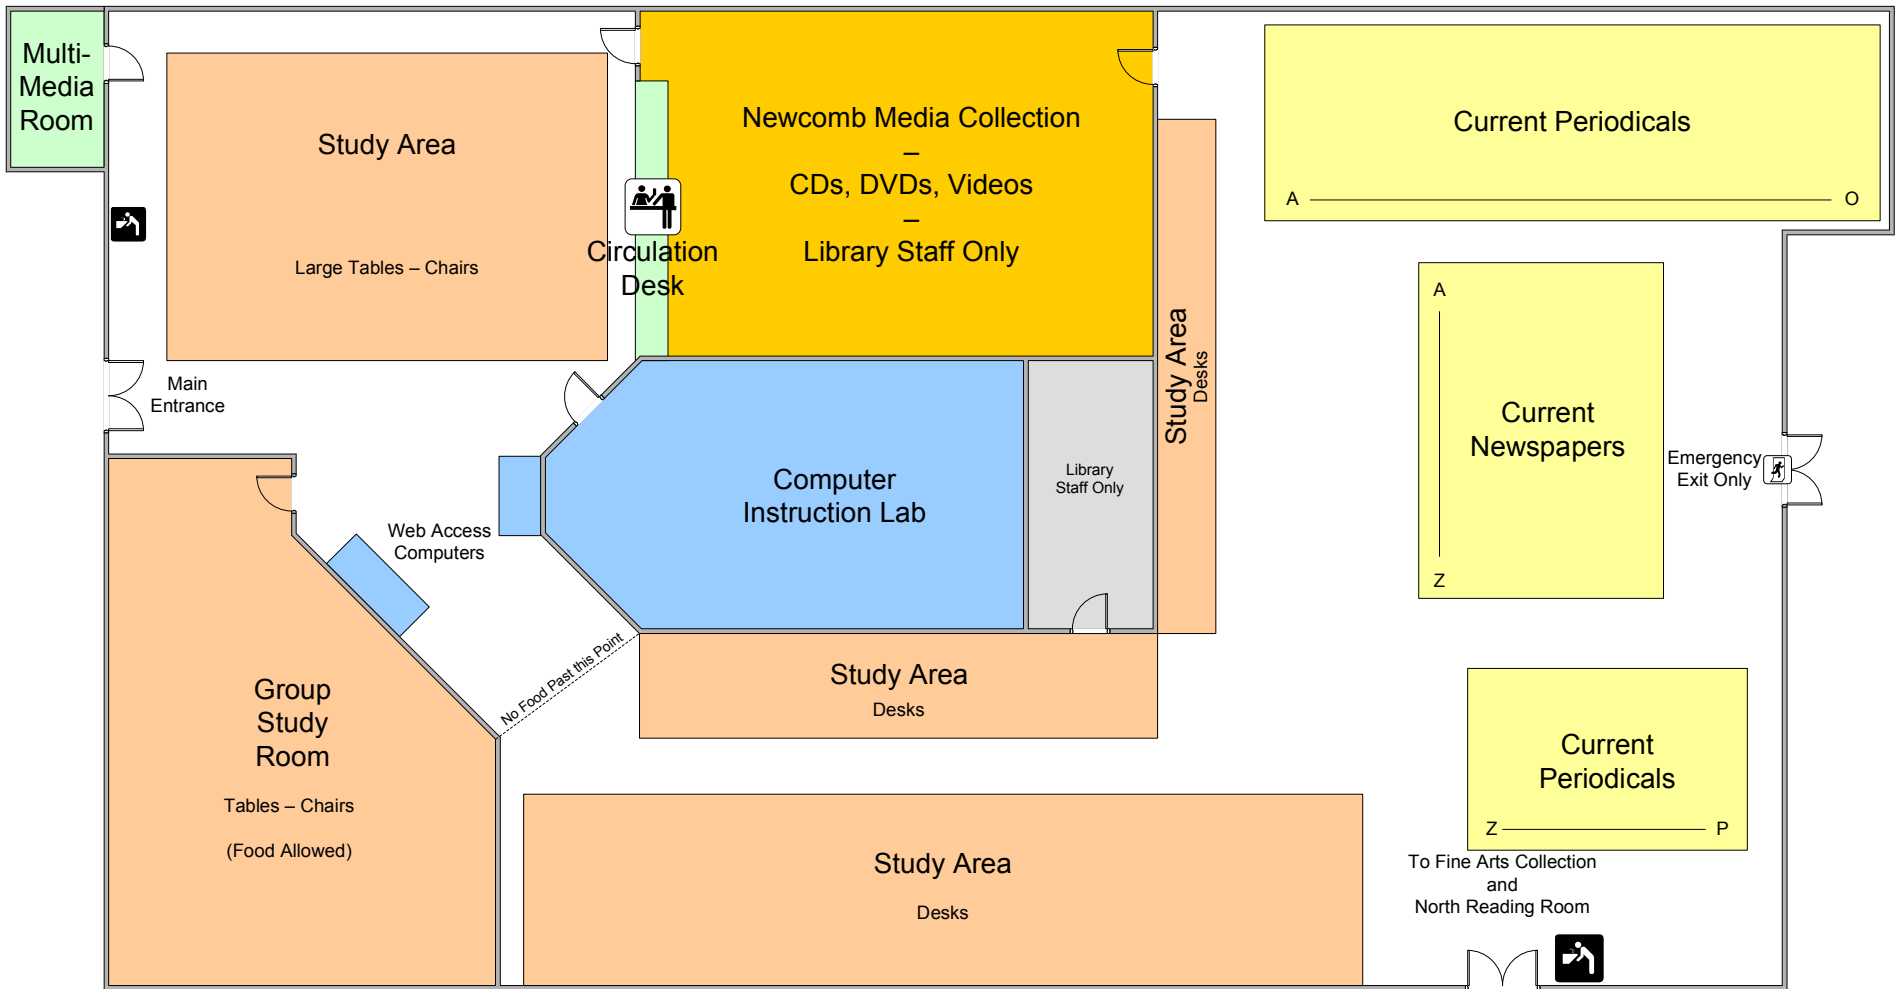 Multi-
Media
Room
Study Area
Large Tables – Chairs
Circulation
Desk
Newcomb Media Collection
–
CDs, DVDs, Videos
–
Library Staff Only
Current Periodicals
A
O
Main
Entrance
Computer
Instruction Lab
Library
Staff Only
Study Area
Desks
A
Current
Newspapers
Z
Emergency
Exit Only
Web Access
Computers
No Food Past this Point
Group
Study
Room
Tables – Chairs
(Food Allowed)
Study Area
Desks
Study Area
Desks
Current
Periodicals
Z
P
To Fine Arts Collection
and
North Reading Room